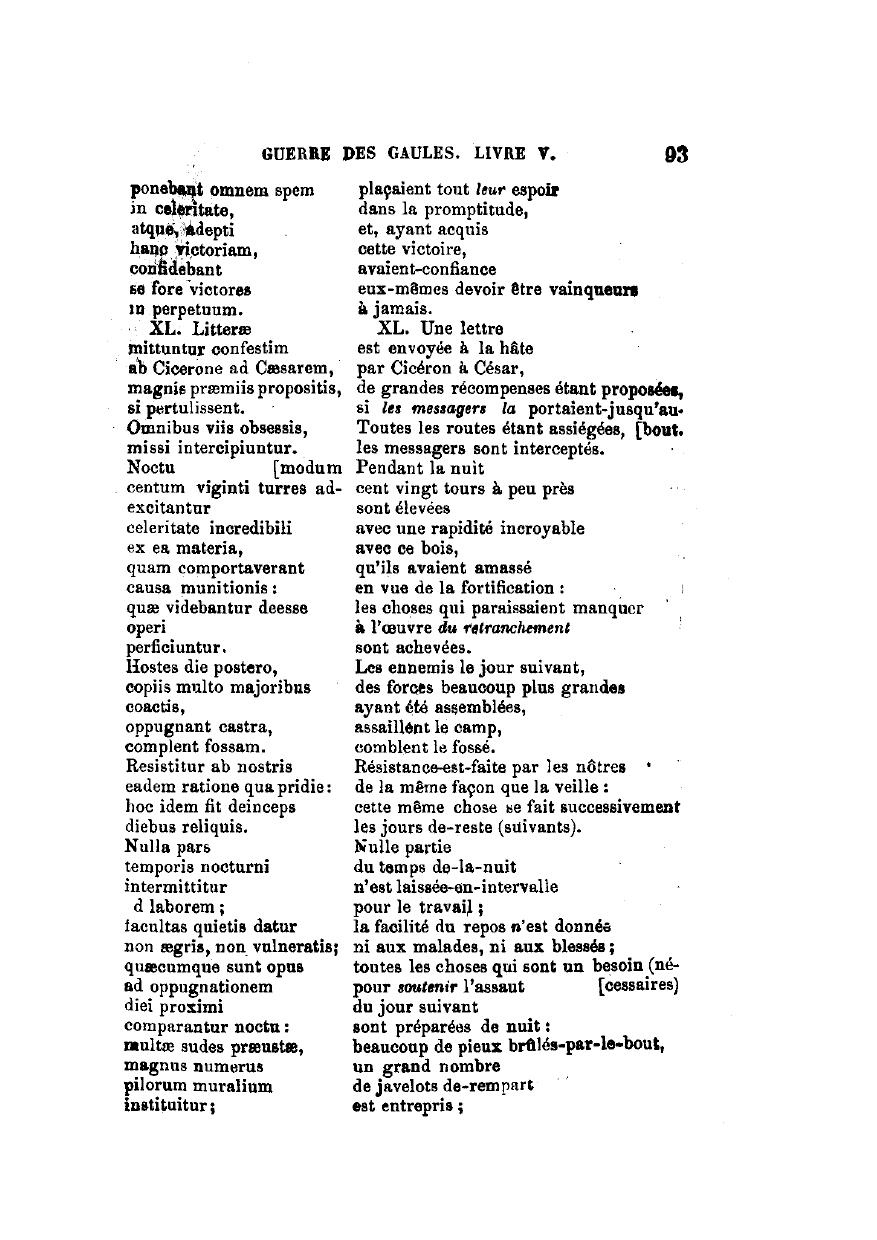 GUERRE DES GAULES. LIVRE V. 93
ponebant omnem spem plaçaient tout leur espoir
in celeritate, dans la promptitude,
atque, adepti et, ayant acquis
hanc victoriam, cette victoire,
confidebant avaient-confiance
se fore victores eux-mêmes devoir être vainqueurs
in perpetuum. à jamais.
XL. Litteræ XL. Une lettre
mittuntur confestim est envoyée à la hâte
ab Cicerone ad Cæsarem, par Cicéron à César,
magnis præmiis propositis, de grandes récompenses étant proposées,
si pertulissent. si les messagers la portaient-jusqu'au-
Omnibus viis obsessis, Toutes les routes étant assiégées, [bout.
missi intercipiuntur. les messagers sont interceptés.
Noctu [modum Pendant la nuit
centum viginti turres ad- cent vingt tours à peu près
excitantur sont élevées
celeritate incredibili avec une rapidité incroyable
ex ea materia, avec ce bois,
quam comportaverant qu'ils avaient amassé
causa munitionis : en vue de la fortification :
quæ videbantur deesse les choses qui paraissaient manquer
operi à l'œuvre du retranchement
perficiuntur. sont achevées.
Hostes die postero, Les ennemis le jour suivant,
copiis multo majoribus des forces beaucoup plus grandes
coactis, ayant été assemblées,
oppugnant castra, assaillent le camp,
complent fossam. comblent le fossé.
Resistitur ab nostris Résistance-est-faite par les nôtres
eadem ratione qua pridie : de la même façon que la veille :
hoc idem fit deinceps cette même chose se fait successivement
diebus reliquis. les jours de-reste (suivants).
Nulla pars Nulle partie
temporis nocturni du temps de-la-nuit
intermittitur n'est laissée-en-intervalle
d laborem ; pour le travail ;
facultas quietis datur la facilité du repos n'est donnée
non ægris, non vulneratis; ni aux malades, ni aux blessés ;
quæcumque sunt opus toutes les choses qui sont un besoin (né-
ad oppugnationem pour soutenir l'assaut [cessaires)
diei proximi du jour suivant
comparantur noctu : sont préparées de nuit :
multæ sudes præustæ, beaucoup de pieux brûlés-par-le-bout,
magnus numerus un grand nombre
pilorum muralium de javelots de-rempart
instituitur ; est entrepris ;